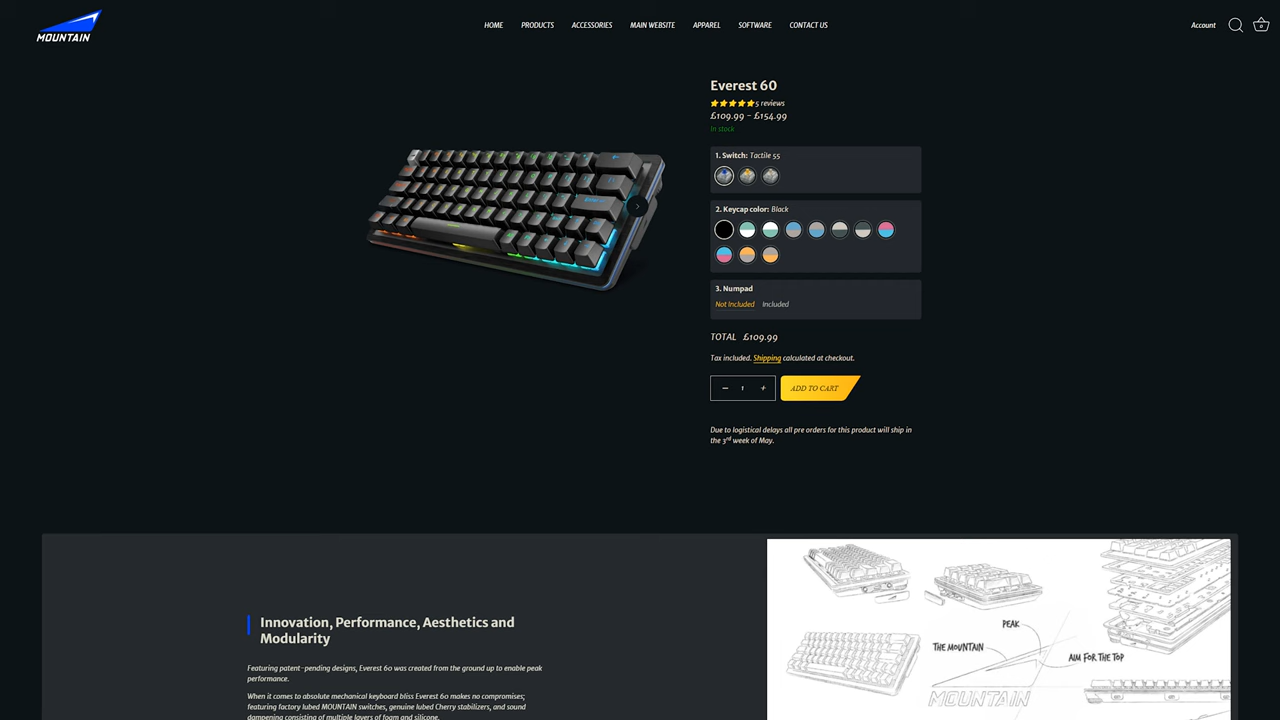 MOUNTAIN
HOME PRODUCTS ACCESSORIES MAIN WEBSITE APPAREL SOFTWARE CONTACT US
Account
0
Everest 60
5 reviews
£109.99 - £154.99
In stock
1. Switch: Tactile 55
2. Keycap color: Black
3. Numpad
Not Included Included
TOTAL £109.99
Tax included. Shipping calculated at checkout.
− 1 +
ADD TO CART
Due to logistical delays all pre orders for this product will ship in
the 3rd week of May.
Innovation, Performance, Aesthetics and
Modularity
Featuring patent-pending designs, Everest 60 was created from the ground up to enable peak
performance.
When it comes to absolute mechanical keyboard bliss Everest 60 makes no compromises;
featuring factory lubed MOUNTAIN switches, genuine lubed Cherry stabilizers, and sound
dampening consisting of multiple layers of foam and silicone.
PEAK
THE MOUNTAIN
AIM FOR THE TOP
MOUNTAIN